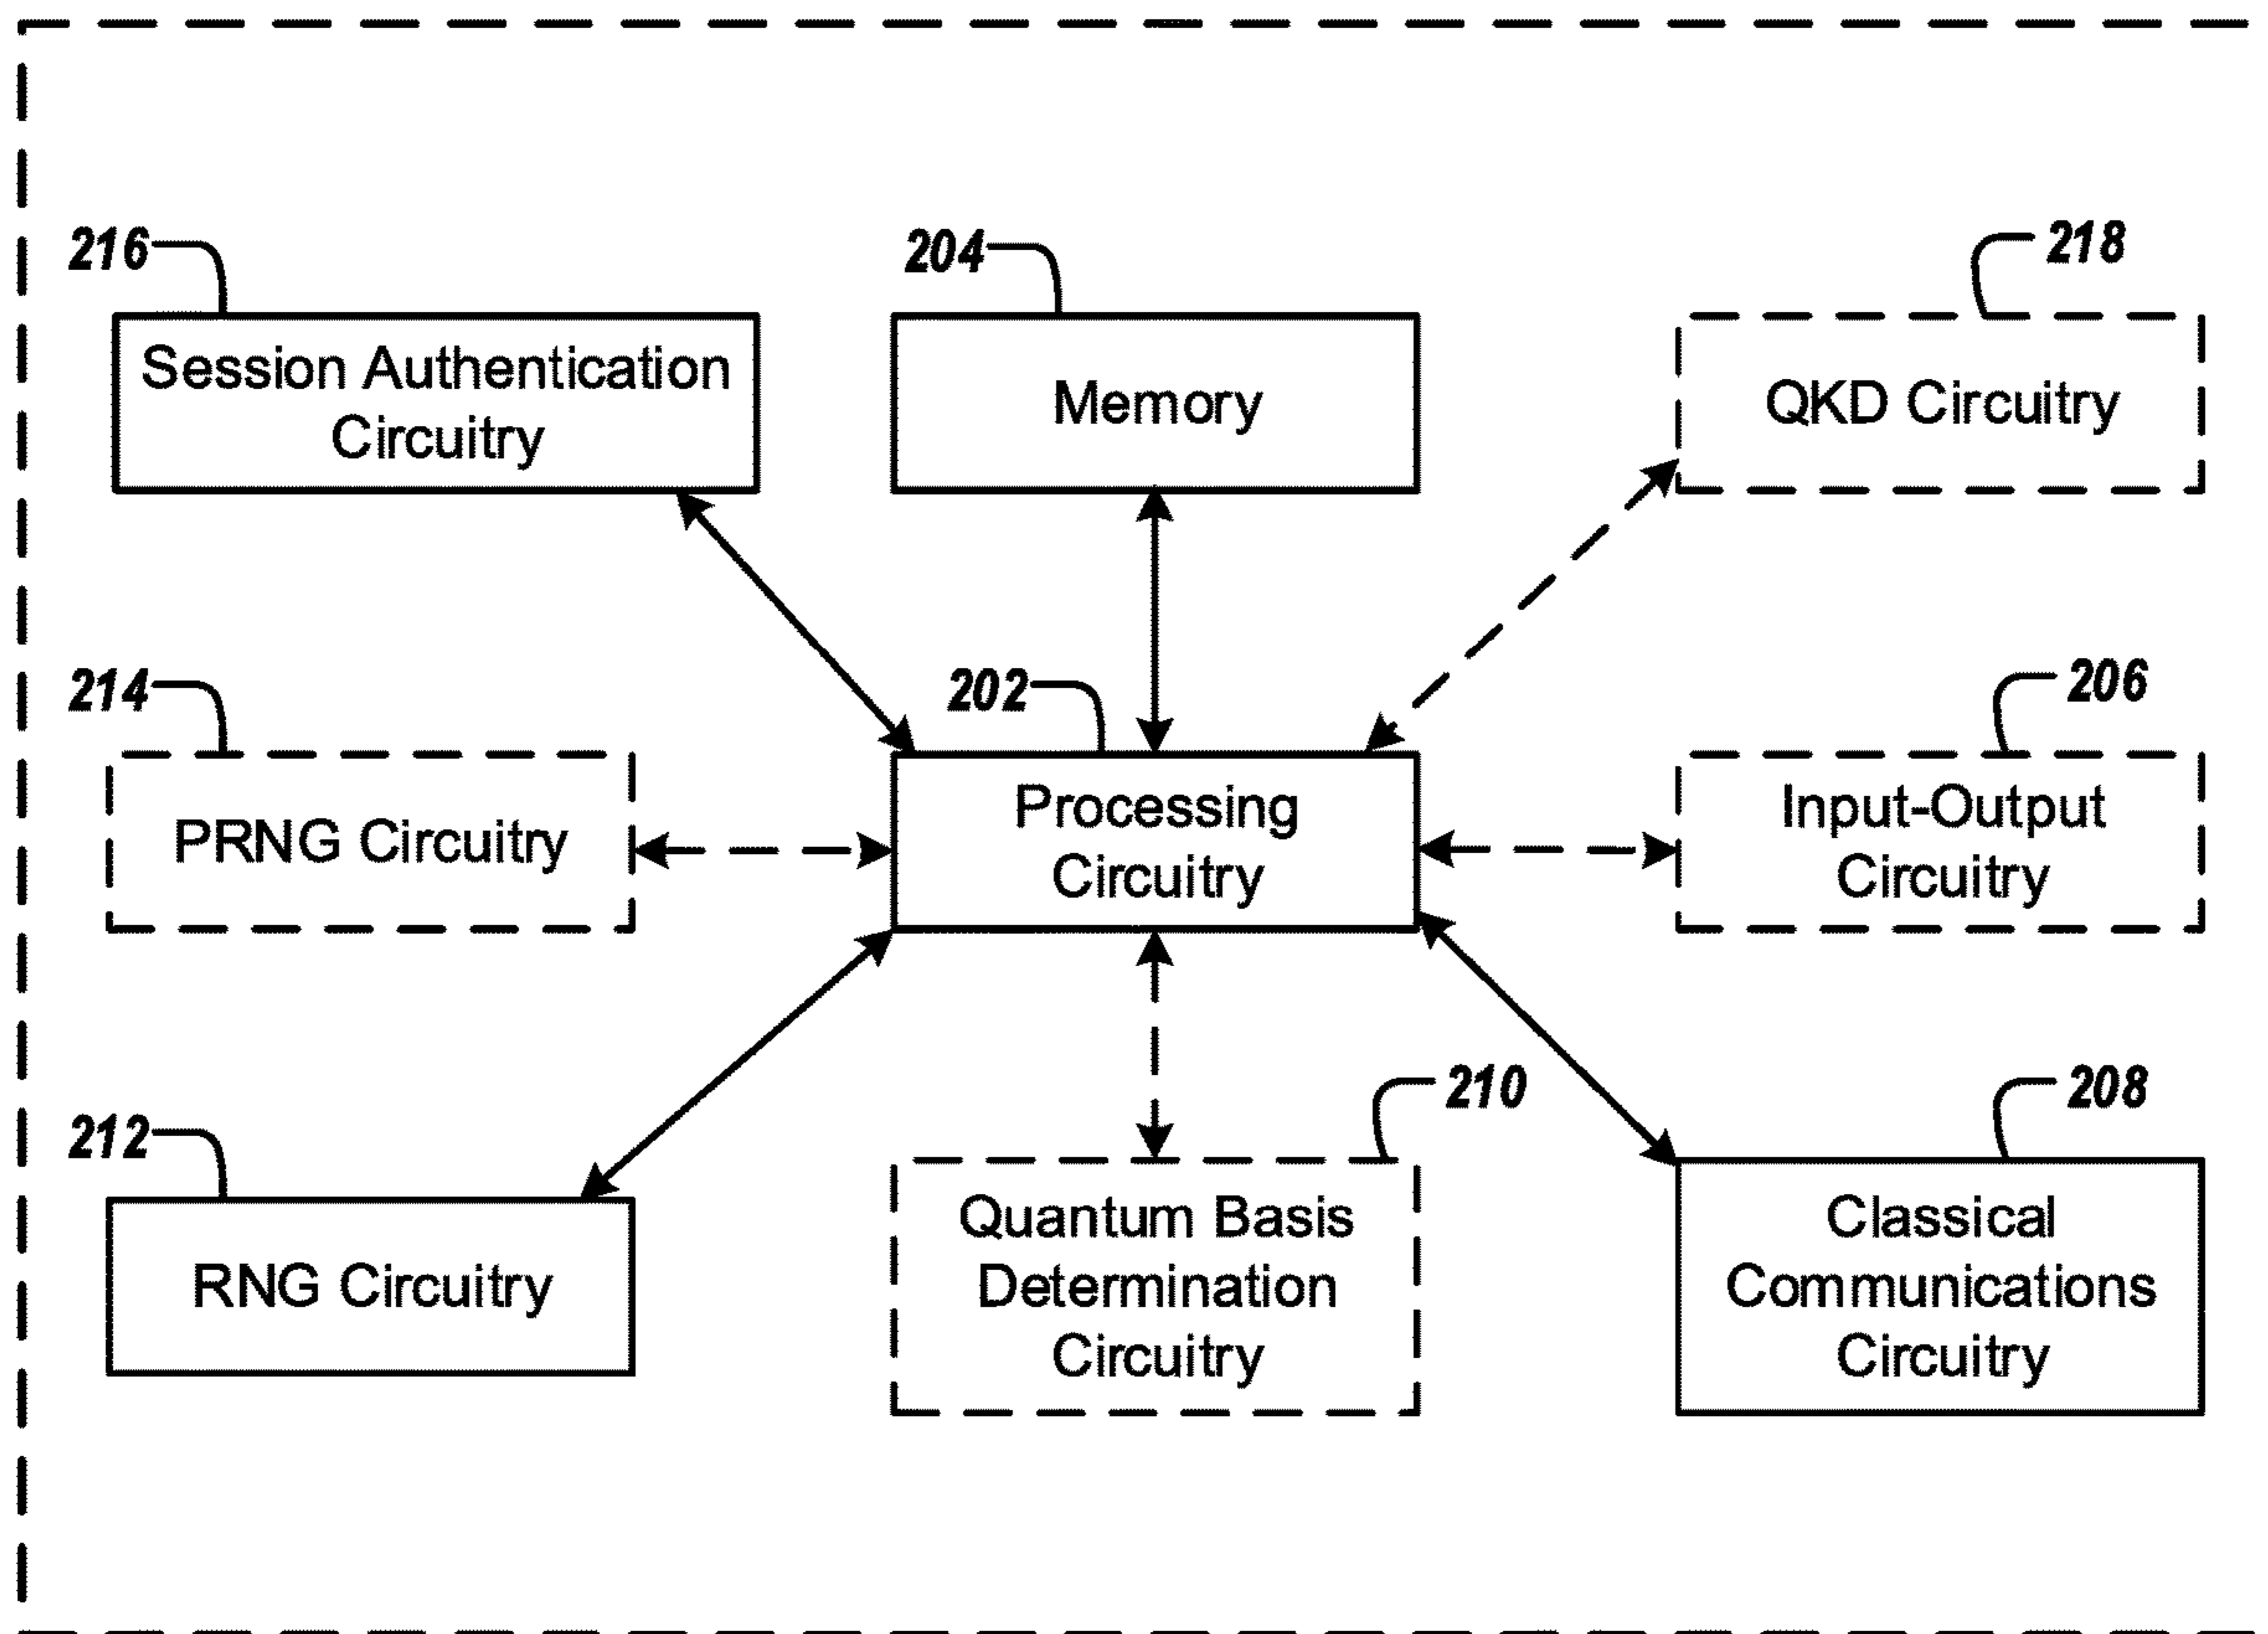 216
204
218
Session Authentication
Circuitry
Memory
QKD Circuitry
214
202
206
PRNG Circuitry
Processing
Circuitry
Input-Output
Circuitry
212
210
208
RNG Circuitry
Quantum Basis
Determination
Circuitry
Classical
Communications
Circuitry